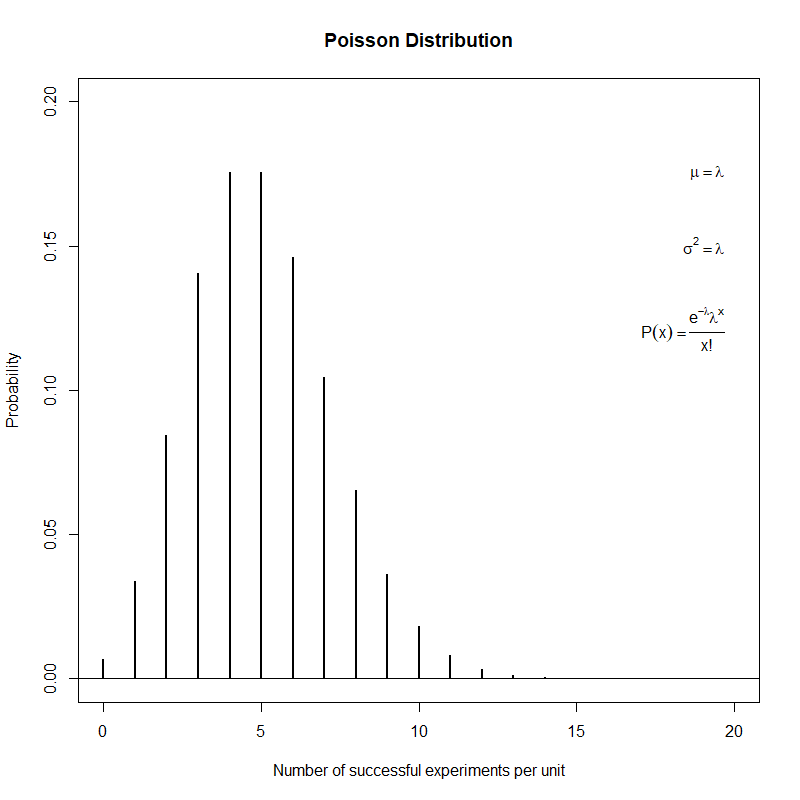 Poisson Distribution
0.20
μ = λ
0.15
σ² = λ
P(x) = e^−λ λ^x / x!
0.10
Probability
0.05
0.00
0 5 10 15 20
Number of successful experiments per unit